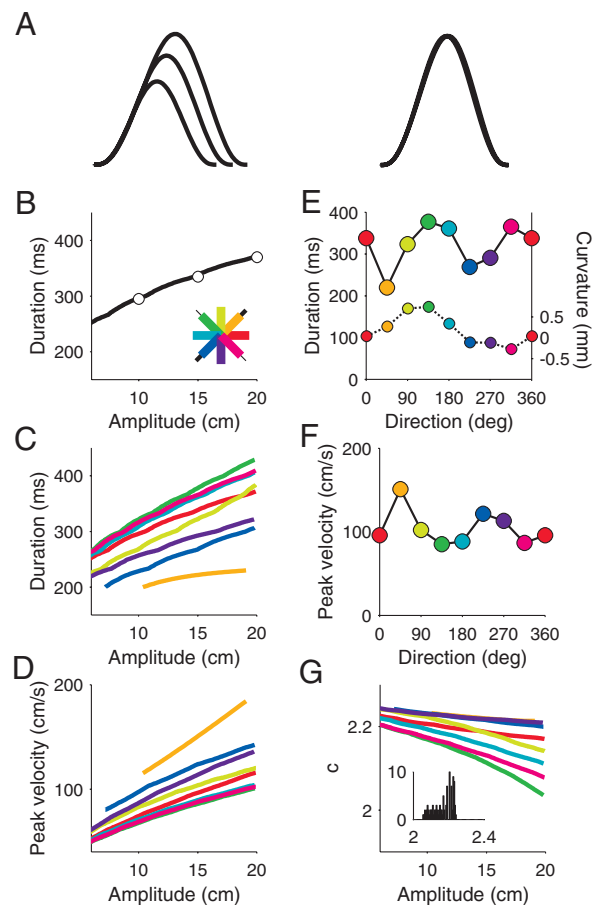 A
B
Duration (ms)
400
300
200
10
15
20
Amplitude (cm)
E
Duration (ms)
400
300
200
100
0
0
90
180
270
360
Direction (deg)
Curvature (mm)
0.5
0
-0.5
C
Duration (ms)
400
300
200
10
15
20
Amplitude (cm)
F
Peak velocity (cm/s)
200
100
0
0
90
180
270
360
Direction (deg)
D
Peak velocity (cm/s)
200
100
10
15
20
Amplitude (cm)
G
c
2.2
2
10
0
2
2.4
10
15
20
Amplitude (cm)